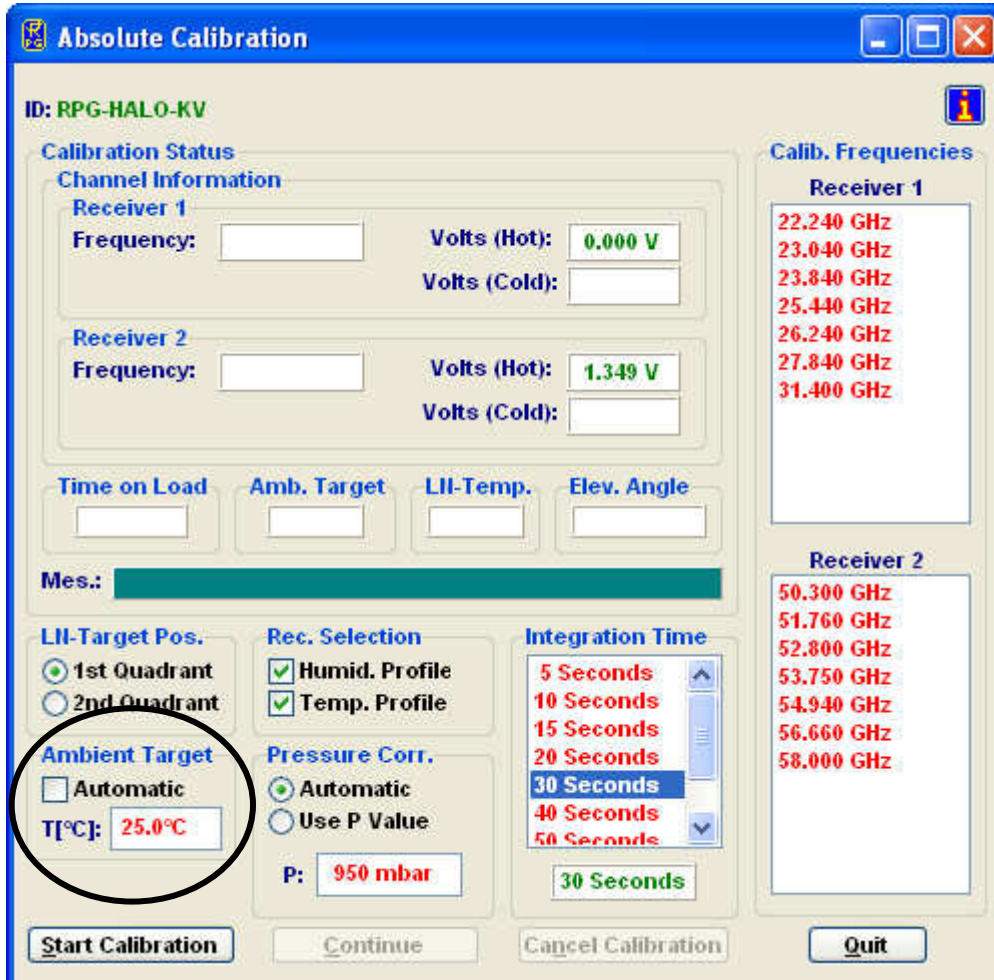 Absolute Calibration
ID: RPG-HALO-KV
Calibration Status
Channel Information
Receiver 1
Frequency:
Volts (Hot): 0.000 V
Volts (Cold):
Receiver 2
Frequency:
Volts (Hot): 1.349 V
Volts (Cold):
Time on Load Amb. Target LN-Temp. Elev. Angle
Mes.:
Calib. Frequencies
Receiver 1
22.240 GHz
23.040 GHz
23.840 GHz
25.440 GHz
26.240 GHz
27.840 GHz
31.400 GHz
Receiver 2
50.300 GHz
51.760 GHz
52.800 GHz
53.750 GHz
54.940 GHz
56.660 GHz
58.000 GHz
LN-Target Pos.
1st Quadrant
2nd Quadrant
Rec. Selection
Humid. Profile
Temp. Profile
Integration Time
5 Seconds
10 Seconds
15 Seconds
20 Seconds
30 Seconds
40 Seconds
50 Seconds
30 Seconds
Ambient Target
Automatic
T[°C]: 25.0°C
Pressure Corr.
Automatic
Use P Value
P: 950 mbar
Start Calibration Continue Cancel Calibration Quit